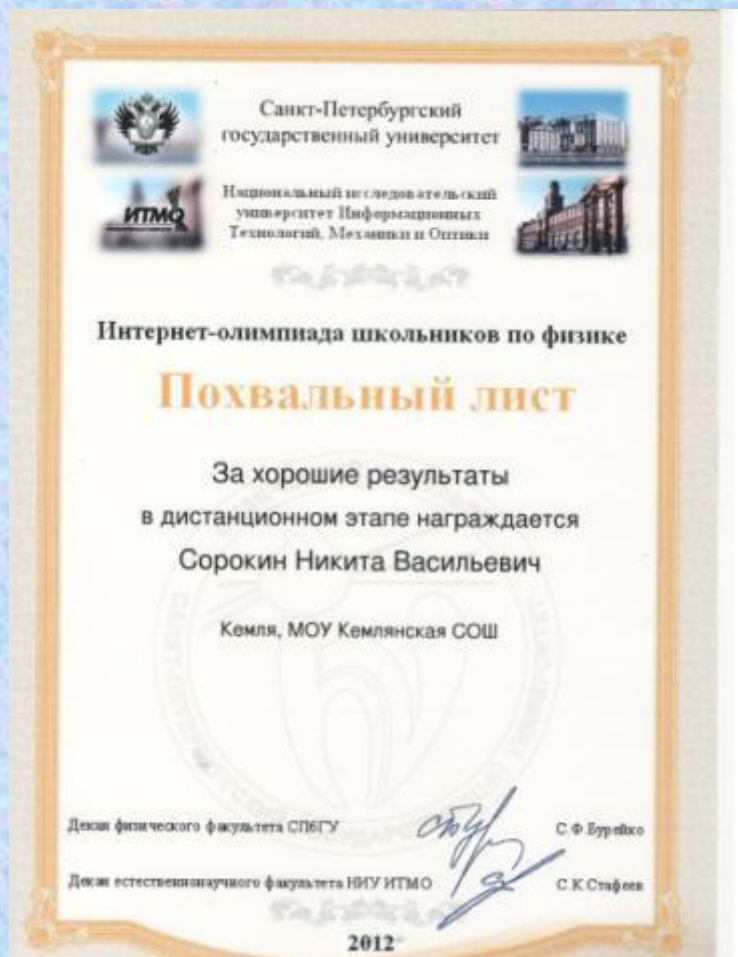 Санкт-Петербургский
государственный университет
ИТМО
Национальный исследовательский
университет Информационных
Технологий, Механики и Оптики
Интернет-олимпиада школьников по физике
Похвальный лист
За хорошие результаты
в дистанционном этапе награждается
Сорокин Никита Васильевич
Кемля, МОУ Кемлянская СОШ
Декан физического факультета СПбГУ
С.Ф.Бурейко
Декан естественнонаучного факультета НИУ ИТМО
С.К.Стафеев
2012